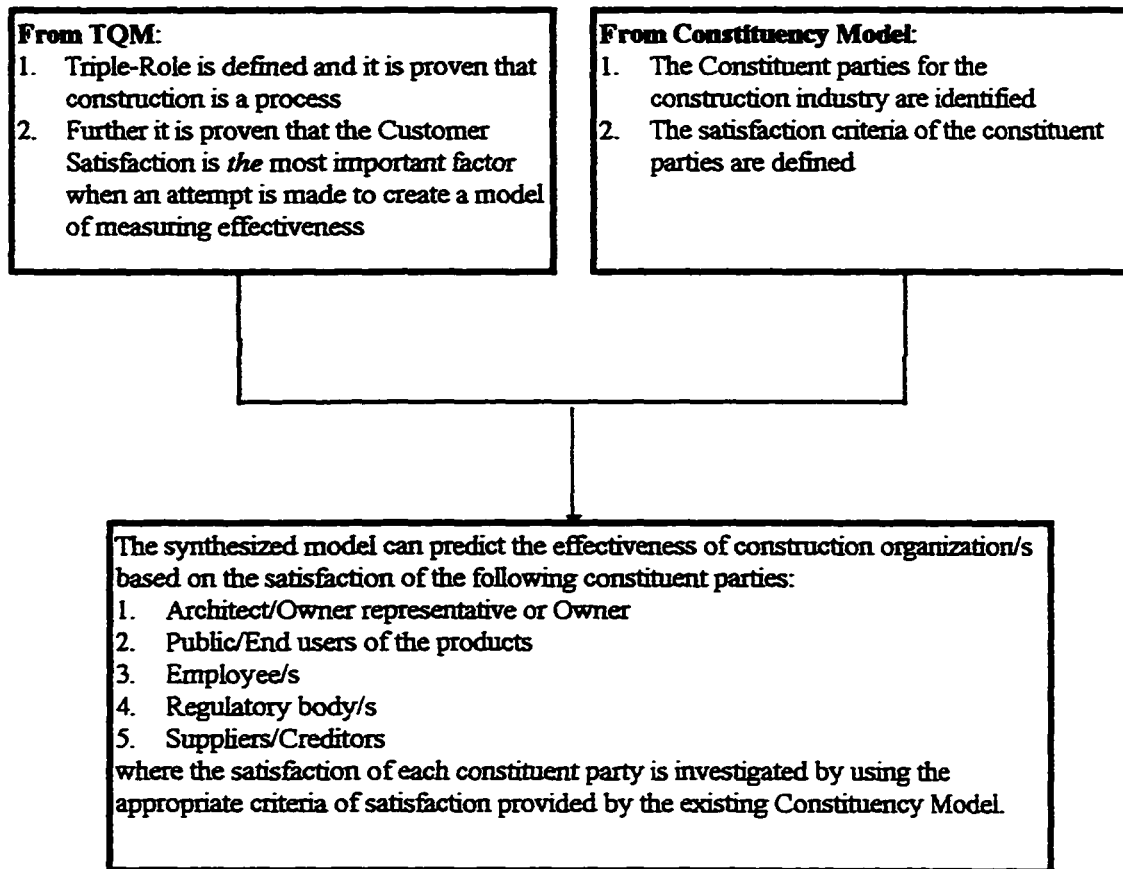 From TQM:
1. Triple-Role is defined and it is proven that
construction is a process
2. Further it is proven that the Customer
Satisfaction is the most important factor
when an attempt is made to create a model
of measuring effectiveness
From Constituency Model:
1. The Constituent parties for the
construction industry are identified
2. The satisfaction criteria of the constituent
parties are defined
The synthesized model can predict the effectiveness of construction organization/s
based on the satisfaction of the following constituent parties:
1. Architect/Owner representative or Owner
2. Public/End users of the products
3. Employee/s
4. Regulatory body/s
5. Suppliers/Creditors
where the satisfaction of each constituent party is investigated by using the
appropriate criteria of satisfaction provided by the existing Constituency Model.